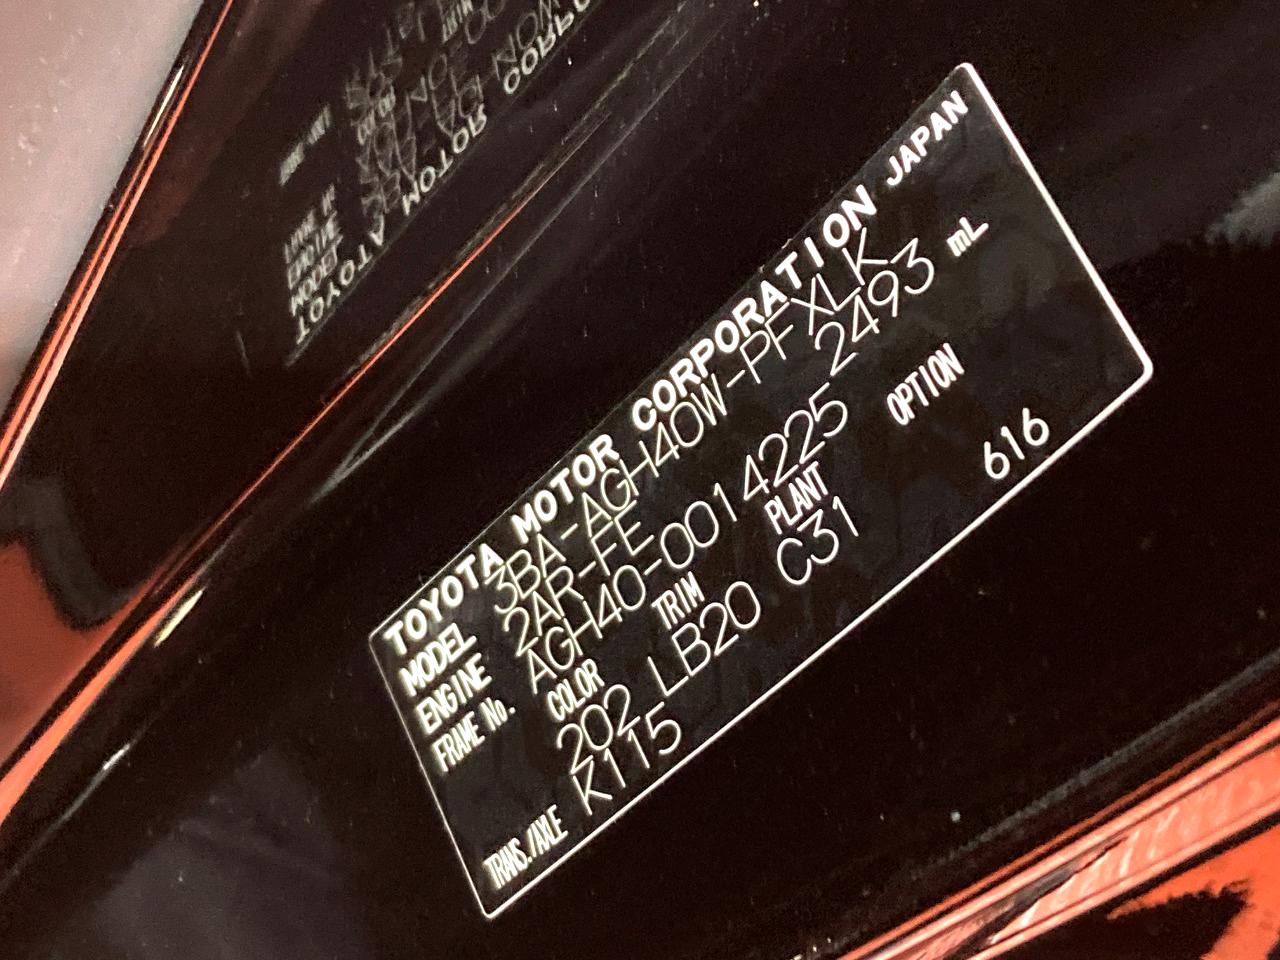 TOYOTA MOTOR CORPORATION JAPAN
MODEL 3BA-AGH40W-PFXLK
ENGINE 2AR-FE 2493 mL
FRAME No. AGH40-0014225
COLOR TRIM PLANT OPTION
202 LB20 C31 616
TRANS./AXLE K115